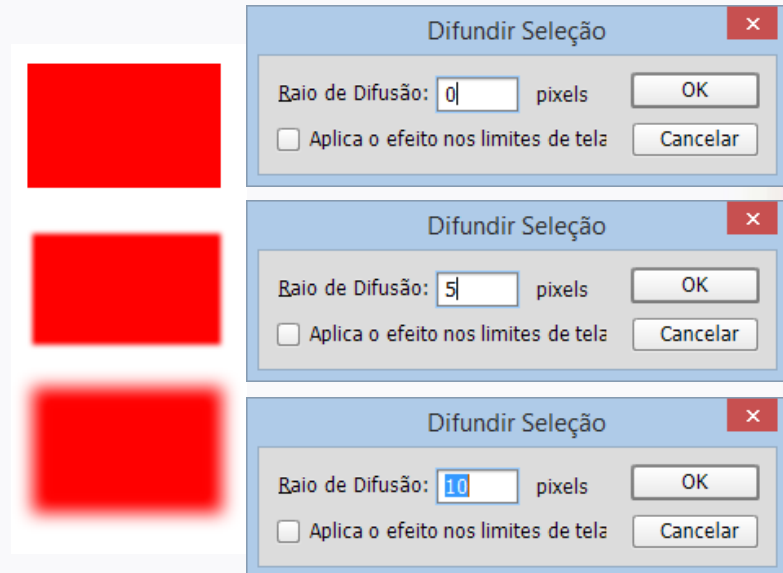 Difundir Seleção
Raio de Difusão: 0 pixels OK
Aplica o efeito nos limites de tela Cancelar
Difundir Seleção
Raio de Difusão: 5 pixels OK
Aplica o efeito nos limites de tela Cancelar
Difundir Seleção
Raio de Difusão: 10 pixels OK
Aplica o efeito nos limites de tela Cancelar